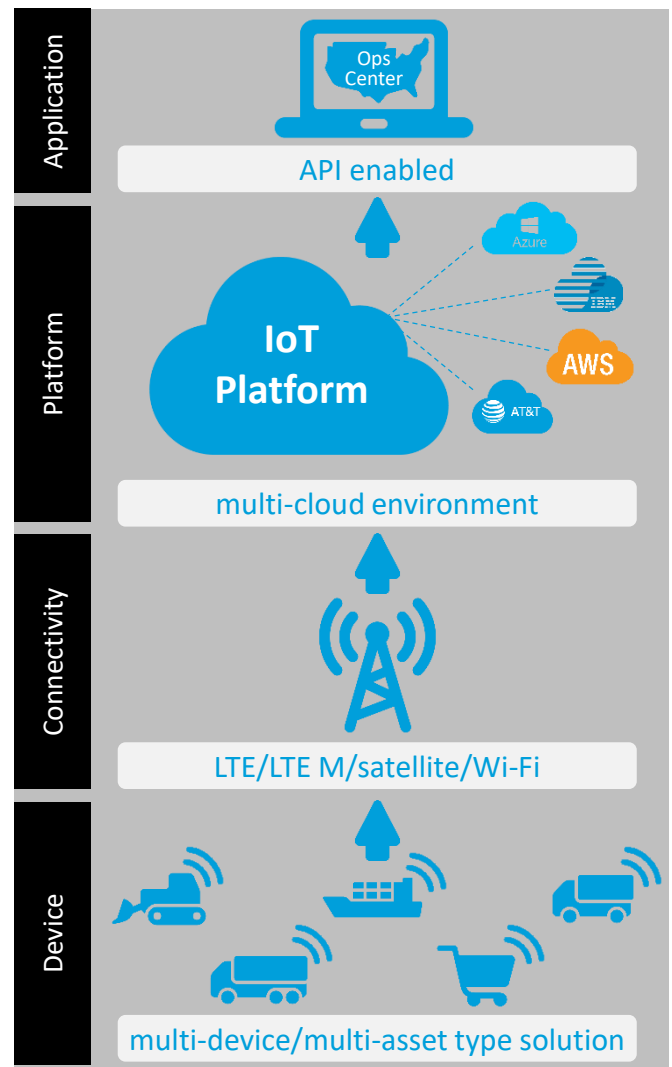 Application
Ops
Center
API enabled
Platform
Azure
IBM
IoT
Platform
AWS
AT&T
multi-cloud environment
Connectivity
LTE/LTE M/satellite/Wi-Fi
Device
multi-device/multi-asset type solution